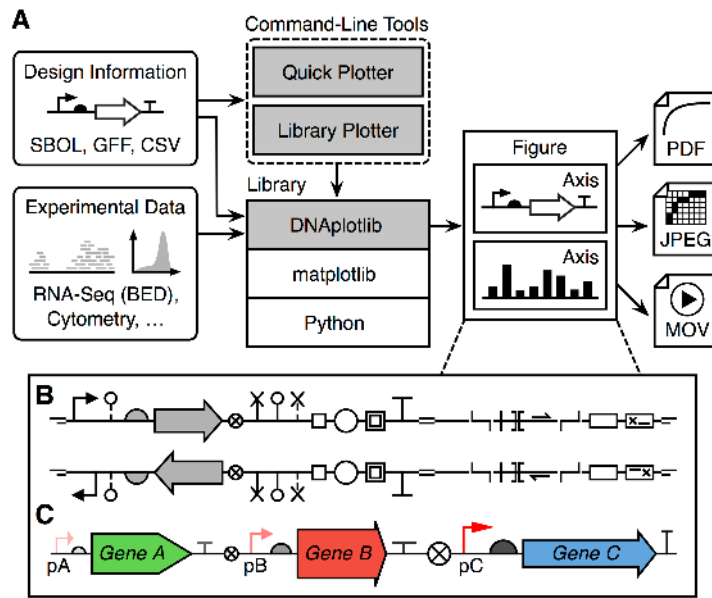 A
Command-Line Tools
Design Information
SBOL, GFF, CSV
Quick Plotter
Library Plotter
Experimental Data
RNA-Seq (BED),
Cytometry, ...
Library
DNAplotlib
matplotlib
Python
Figure
Axis
Axis
PDF
JPEG
MOV
B
C
Gene A
Gene B
Gene C
pA
pB
pC